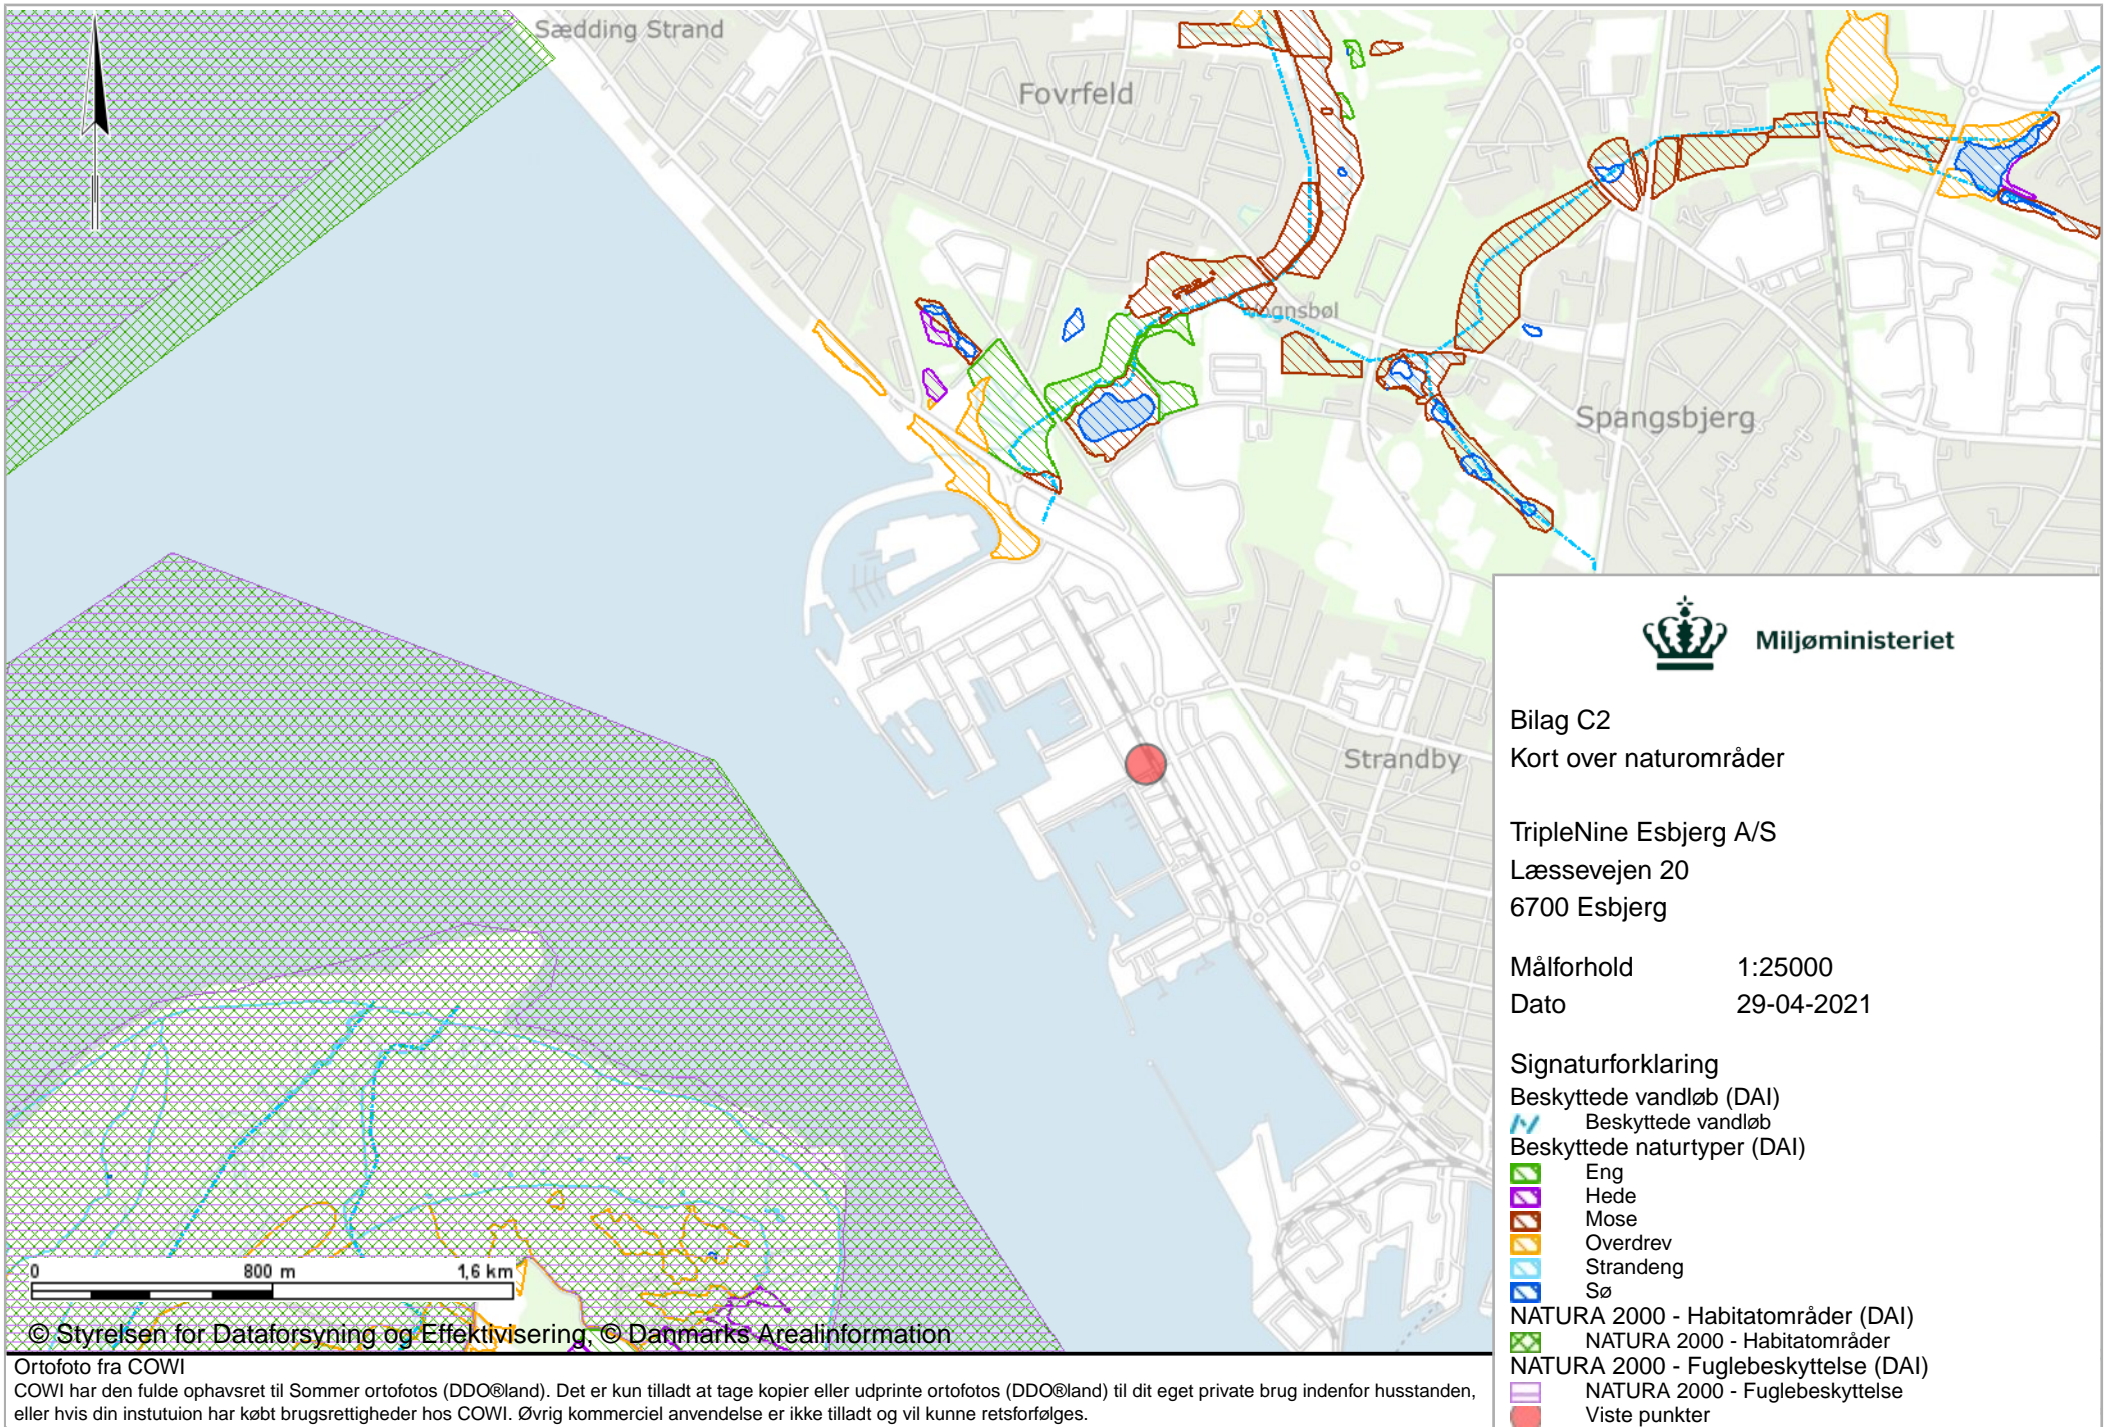 Sædding Strand
Fovrfeld
Spangsbjerg
Strandby
Miljøministeriet
Bilag C2
Kort over naturområder
TripleNine Esbjerg A/S
Læssevejen 20
6700 Esbjerg
Målforhold 1:25000
Dato 29-04-2021
Signaturforklaring
Beskyttede vandløb (DAI)
Beskyttede vandløb
Beskyttede naturtyper (DAI)
Eng
Hede
Mose
Overdrev
Strandeng
Sø
NATURA 2000 - Habitatområder (DAI)
NATURA 2000 - Habitatområder
NATURA 2000 - Fuglebeskyttelse (DAI)
NATURA 2000 - Fuglebeskyttelse
Viste punkter
0 800 m 1,6 km
© Styrelsen for Dataforsyning og Effektivisering, © Danmarks Arealinformation
Ortofoto fra COWI
COWI har den fulde ophavsret til Sommer ortofotos (DDO®land). Det er kun tilladt at tage kopier eller udprinte ortofotos (DDO®land) til dit eget private brug indenfor husstanden,
eller hvis din instutuion har købt brugsrettigheder hos COWI. Øvrig kommerciel anvendelse er ikke tilladt og vil kunne retsforfølges.